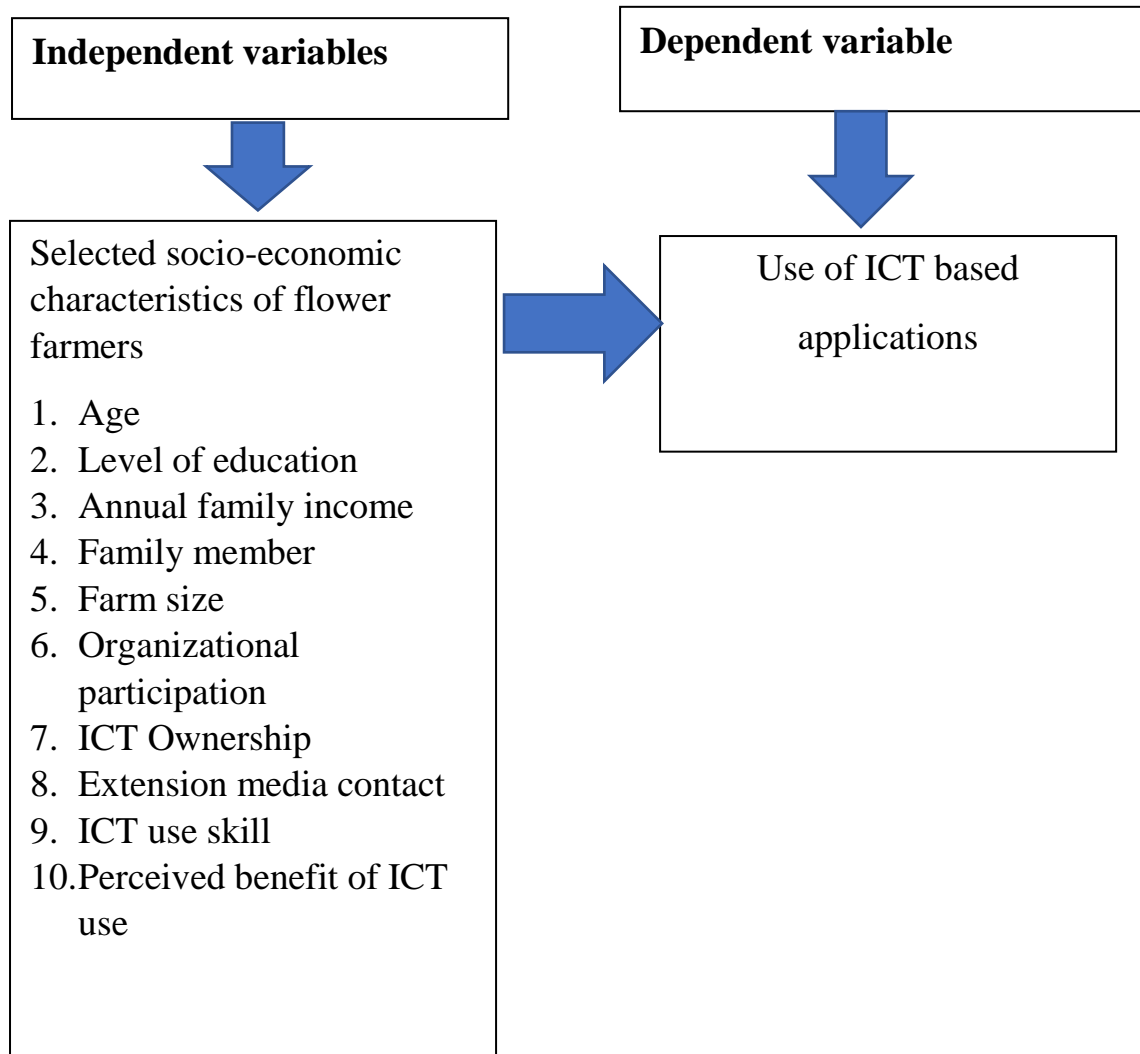 Independent variables
Dependent variable
Selected socio-economic
characteristics of flower
farmers
1. Age
2. Level of education
3. Annual family income
4. Family member
5. Farm size
6. Organizational
participation
7. ICT Ownership
8. Extension media contact
9. ICT use skill
10.Perceived benefit of ICT
use
Use of ICT based
applications